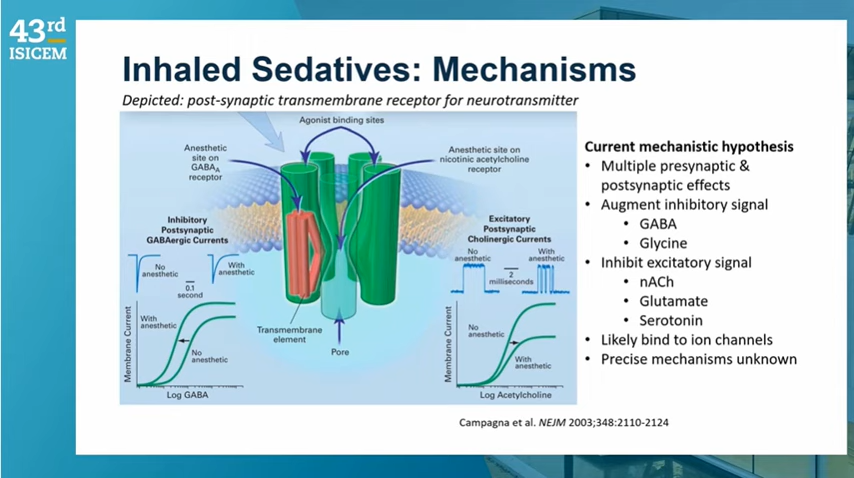 43rd
ISICEM
Inhaled Sedatives: Mechanisms
Depicted: post-synaptic transmembrane receptor for neurotransmitter
Agonist binding sites
Anesthetic
site on
GABAA
receptor
Anesthetic site on
nicotinic acetylcholine
receptor
Inhibitory
Postsynaptic
GABAergic Currents
No
anesthetic
With
anesthetic
0.1
second
Membrane Current
With
anesthetic
No
anesthetic
Log GABA
Transmembrane
element
Pore
Excitatory
Postsynaptic
Cholinergic Currents
No
anesthetic
With
anesthetic
2
milliseconds
Membrane Current
No
anesthetic
With
anesthetic
Log Acetylcholine
Current mechanistic hypothesis
• Multiple presynaptic &
postsynaptic effects
• Augment inhibitory signal
• GABA
• Glycine
• Inhibit excitatory signal
• nACh
• Glutamate
• Serotonin
• Likely bind to ion channels
• Precise mechanisms unknown
Campagna et al. NEJM 2003;348:2110-2124